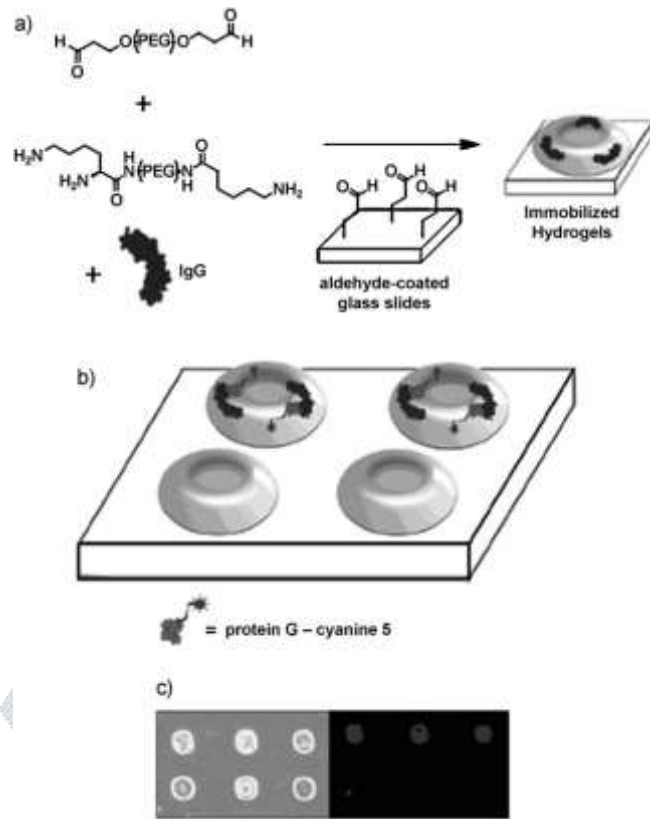 a)
H
O
O(PEG)O
H
O
+
H2N
H2N
O
H
N(PEG)N
H
O
NH2
+
IgG
O
H
O
H
O
H
aldehyde-coated
glass slides
Immobilized
Hydrogels
b)
= protein G – cyanine 5
c)